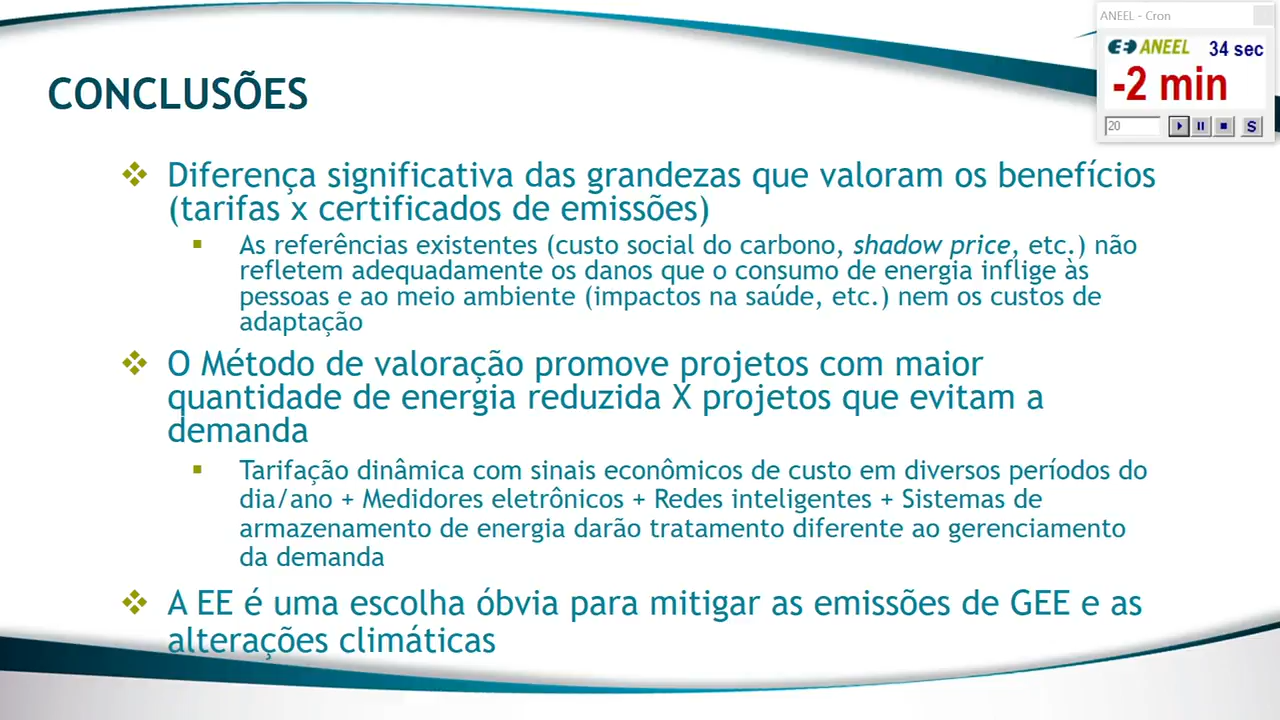 ANEEL - Cron
ANEEL 34 sec
-2 min
20
S
CONCLUSÕES
Diferença significativa das grandezas que valoram os benefícios
(tarifas x certificados de emissões)
As referências existentes (custo social do carbono, shadow price, etc.) não
refletem adequadamente os danos que o consumo de energia inflige às
pessoas e ao meio ambiente (impactos na saúde, etc.) nem os custos de
adaptação
O Método de valoração promove projetos com maior
quantidade de energia reduzida X projetos que evitam a
demanda
Tarifação dinâmica com sinais econômicos de custo em diversos períodos do
dia/ano + Medidores eletrônicos + Redes inteligentes + Sistemas de
armazenamento de energia darão tratamento diferente ao gerenciamento
da demanda
A EE é uma escolha óbvia para mitigar as emissões de GEE e as
alterações climáticas